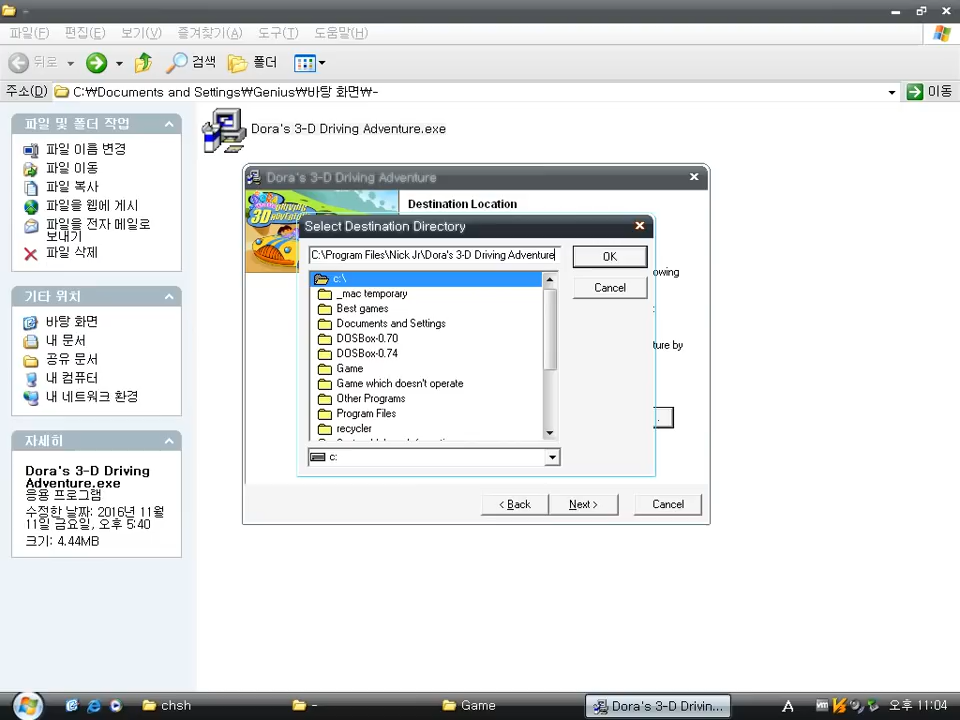 -
파일(F) 편집(E) 보기(V) 즐겨찾기(A) 도구(T) 도움말(H)
뒤로 검색 폴더
주소(D) C:₩Documents and Settings₩Genius₩바탕 화면₩- 이동
파일 및 폴더 작업
파일 이름 변경
파일 이동
파일 복사
파일을 웹에 게시
파일을 전자 메일로
보내기
파일 삭제
기타 위치
바탕 화면
내 문서
공유 문서
내 컴퓨터
내 네트워크 환경
자세히
Dora's 3-D Driving
Adventure.exe
응용 프로그램
수정한 날짜: 2016년 11월
11일 금요일, 오후 5:40
크기: 4.44MB
Dora's 3-D Driving Adventure.exe
Dora's 3-D Driving Adventure
Destination Location
Select Destination Directory
C:\Program Files\Nick Jr\Dora's 3-D Driving Adventure
OK
Cancel
c:\
_mac temporary
Best games
Documents and Settings
DOSBox-0.70
DOSBox-0.74
Game
Game which doesn't operate
Other Programs
Program Files
recycler
c:
ture by
< Back Next > Cancel
chsh - Game Dora's 3-D Drivin... A 오후 11:04